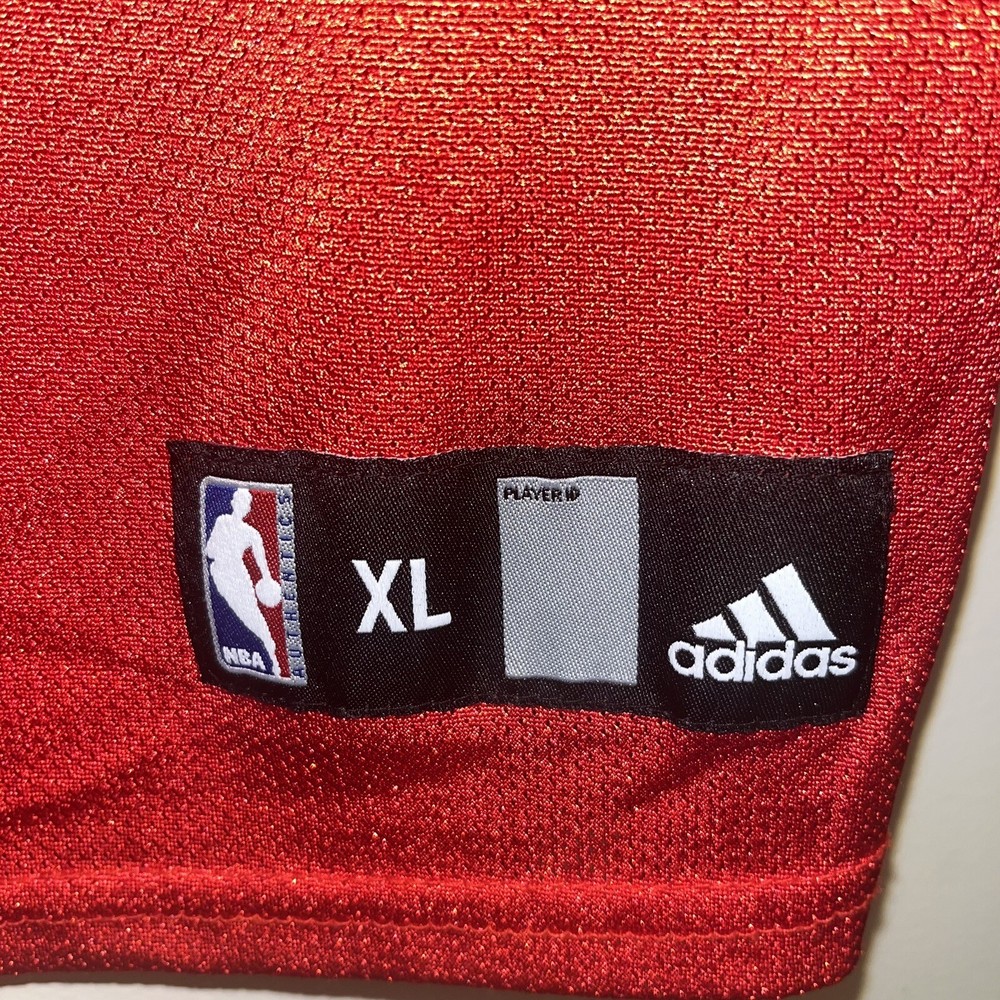 NBA
AUTHENTICS
XL
PLAYER ID
adidas